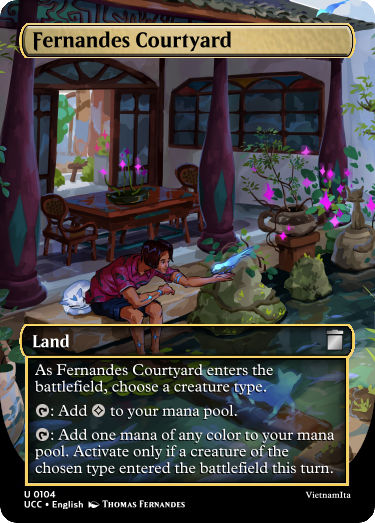 Fernandes Courtyard
Land
As Fernandes Courtyard enters the
battlefield, choose a creature type.
: Add to your mana pool.
: Add one mana of any color to your mana
pool. Activate only if a creature of the
chosen type entered the battlefield this turn.
U 0104
UCC • English Thomas Fernandes
VietnamIta